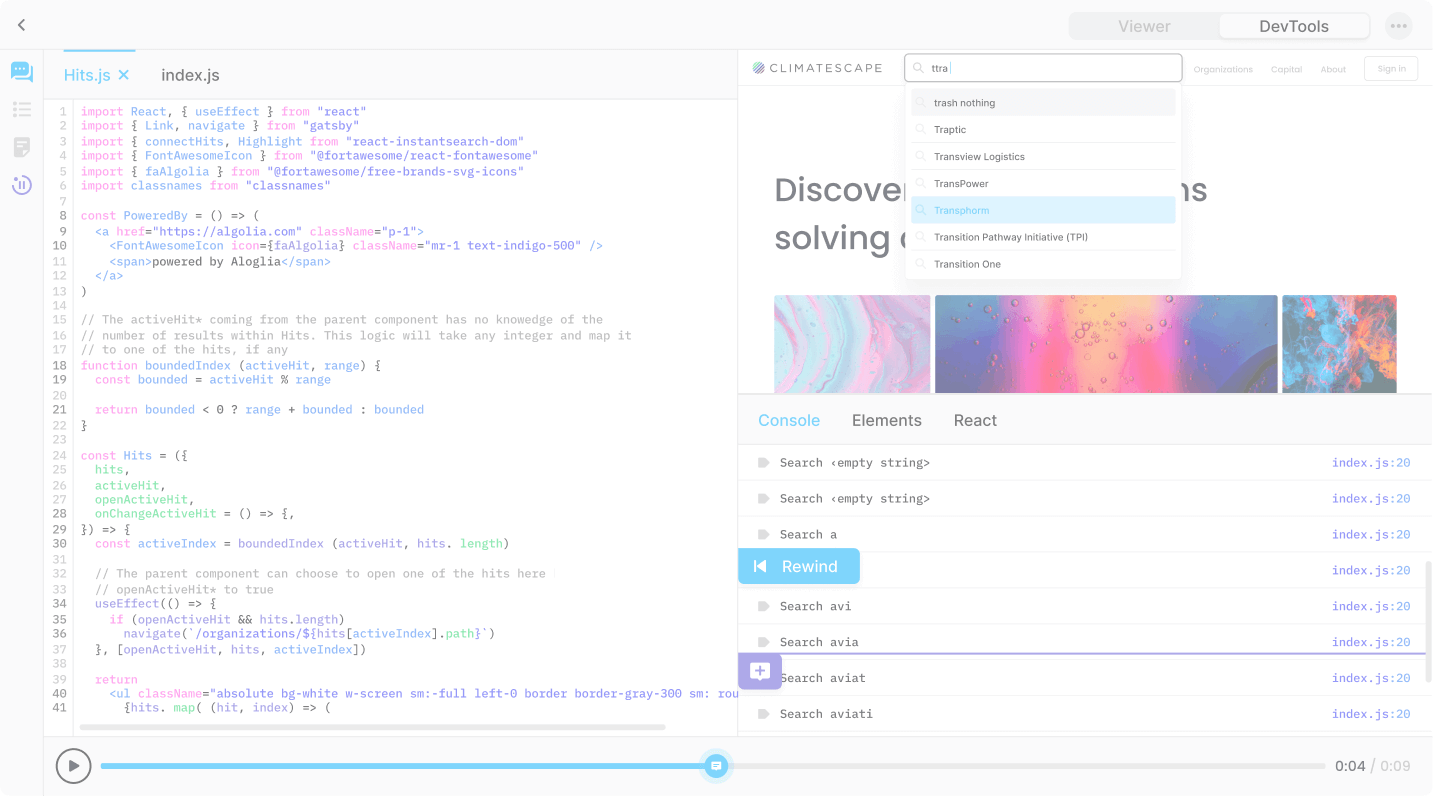 Viewer
DevTools
Hits.js
index.js
1 import React, { useEffect } from "react"
2 import { Link, navigate } from "gatsby"
3 import { connectHits, Highlight from "react-instantsearch-dom"
4 import { FontAwesomeIcon } from "@fortawesome/react-fontawesome"
5 import { faAlgolia } from "@fortawesome/free-brands-svg-icons"
6 import classnames from "classnames"
7
8 const PoweredBy = () => (
9 <a href="https://algolia.com" className="p-1">
10 <FontAwesomeIcon icon={faAlgolia} className="mr-1 text-indigo-500" />
11 <span>powered by Aloglia</span>
12 </a>
13 )
14
15 // The activeHit* coming from the parent component has no knowedge of the
16 // number of results within Hits. This logic will take any integer and map it
17 // to one of the hits, if any
18 function boundedIndex (activeHit, range) {
19 const bounded = activeHit % range
20
21 return bounded < 0 ? range + bounded : bounded
22 }
23
24 const Hits = ({
25 hits,
26 activeHit,
27 openActiveHit,
28 onChangeActiveHit = () => {,
29 }) => {
30 const activeIndex = boundedIndex (activeHit, hits. length)
31
32 // The parent component can choose to open one of the hits here
33 // openActiveHit* to true
34 useEffect(() => {
35 if (openActiveHit && hits.length)
36 navigate(`/organizations/${hits[activeIndex].path}`)
37 }, [openActiveHit, hits, activeIndex])
38
39 return
40 <ul className="absolute bg-white w-screen sm:-full left-0 border border-gray-300 sm: rou
41 {hits. map( (hit, index) => (
CLIMATESCAPE
ttra
Organizations
Capital
About
Sign in
trash nothing
Traptic
Transview Logistics
TransPower
Transphorm
Transition Pathway Initiative (TPI)
Transition One
Discove ns
solving
Console
Elements
React
Search ‹empty string> index.js:20
Search ‹empty string> index.js:20
Search a index.js:20
Rewind index.js:20
Search avi index.js:20
Search avia index.js:20
Search aviat index.js:20
Search aviati index.js:20
0:04 / 0:09